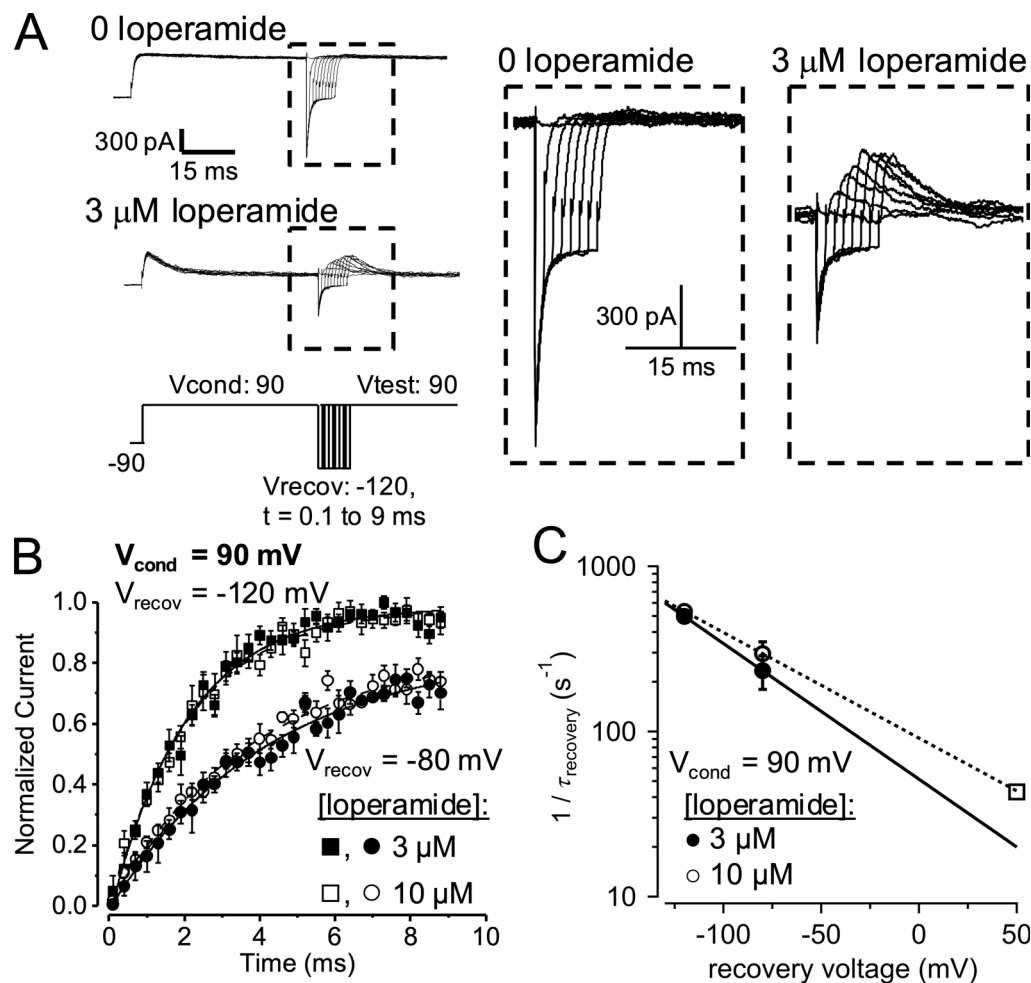 A
0 loperamide
300 pA
15 ms
3 μM loperamide
Vcond: 90
Vtest: 90
-90
Vrecov: -120,
t = 0.1 to 9 ms
0 loperamide
3 μM loperamide
300 pA
15 ms
B
Vcond = 90 mV
Vrecov = -120 mV
Normalized Current
1.0
0.8
0.6
0.4
0.2
0.0
Vrecov = -80 mV
[loperamide]:
■, ● 3 μM
□, ○ 10 μM
0 2 4 6 8 10
Time (ms)
C
1 / τrecovery (s-1)
1000
100
10
Vcond = 90 mV
[loperamide]:
● 3 μM
○ 10 μM
-100 -50 0 50
recovery voltage (mV)